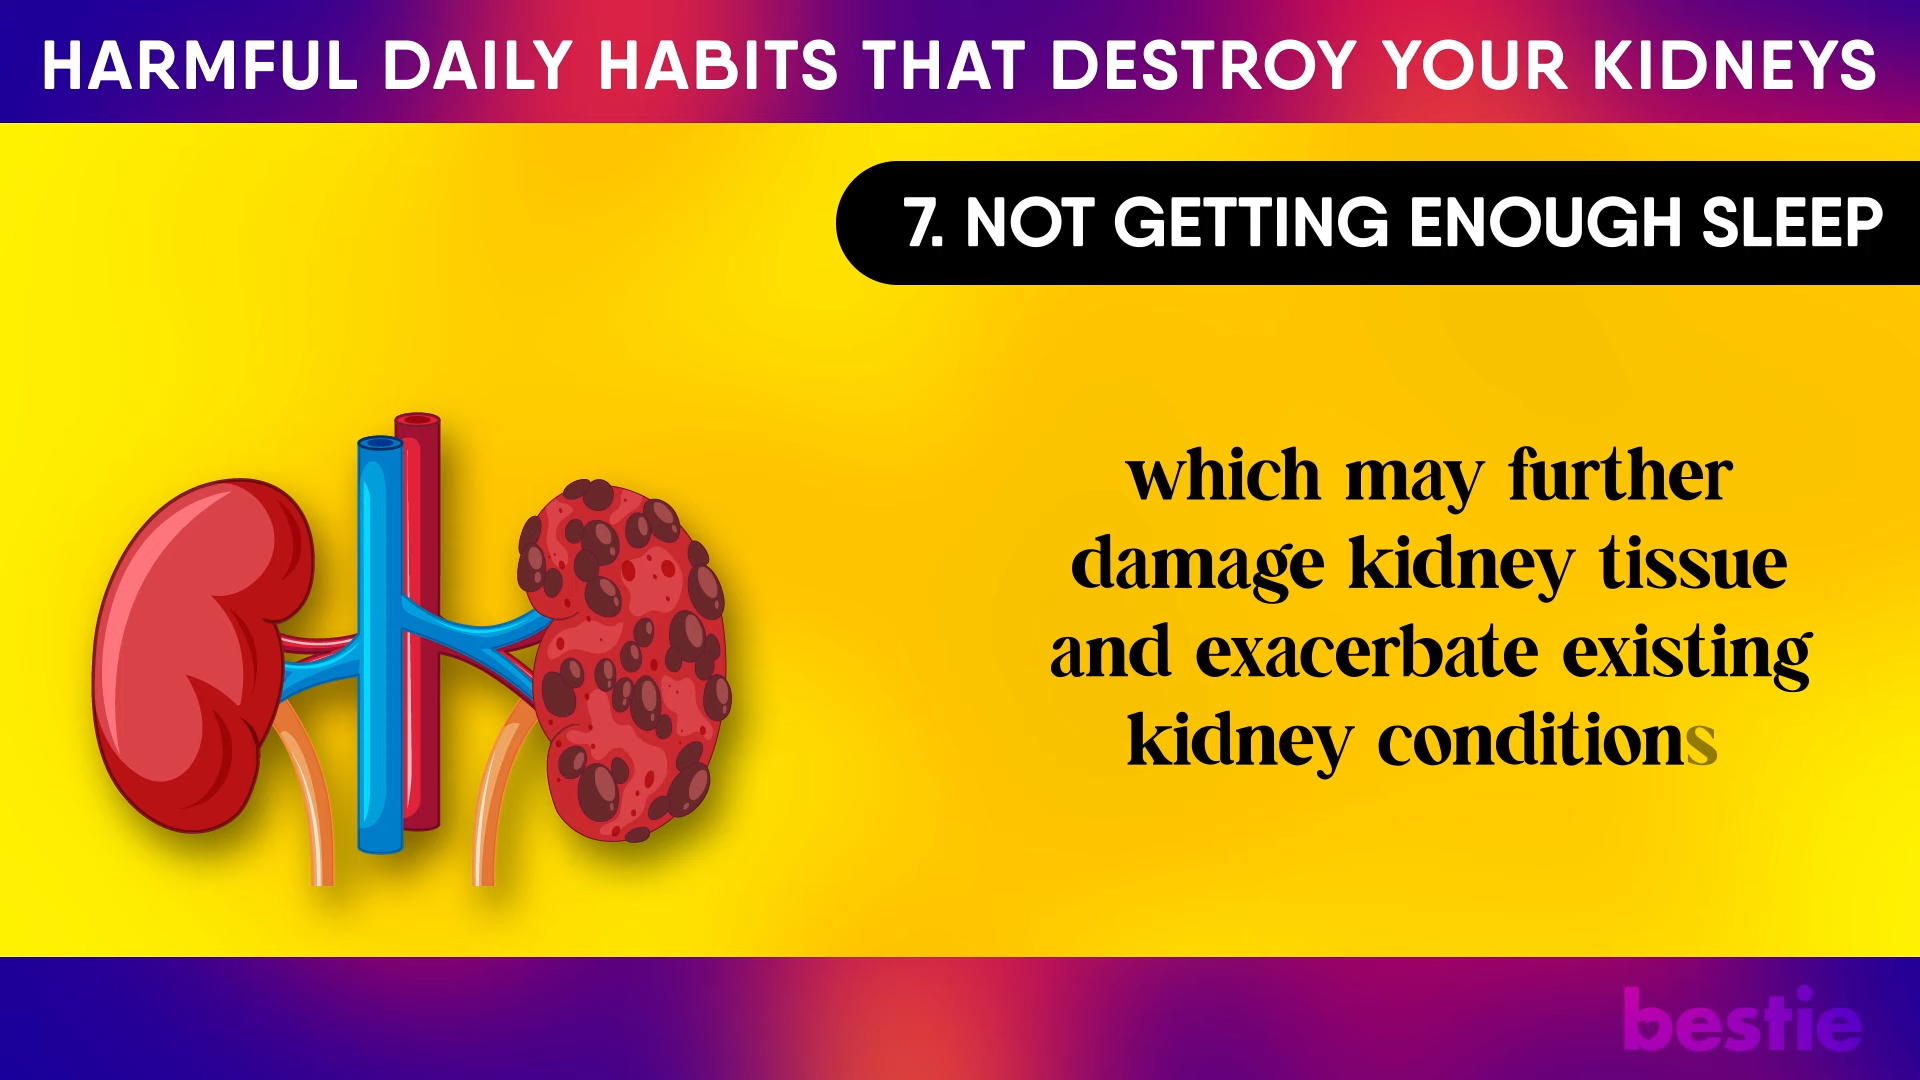 HARMFUL DAILY HABITS THAT DESTROY YOUR KIDNEYS
7. NOT GETTING ENOUGH SLEEP
which may further
damage kidney tissue
and exacerbate existing
kidney conditions
bestie